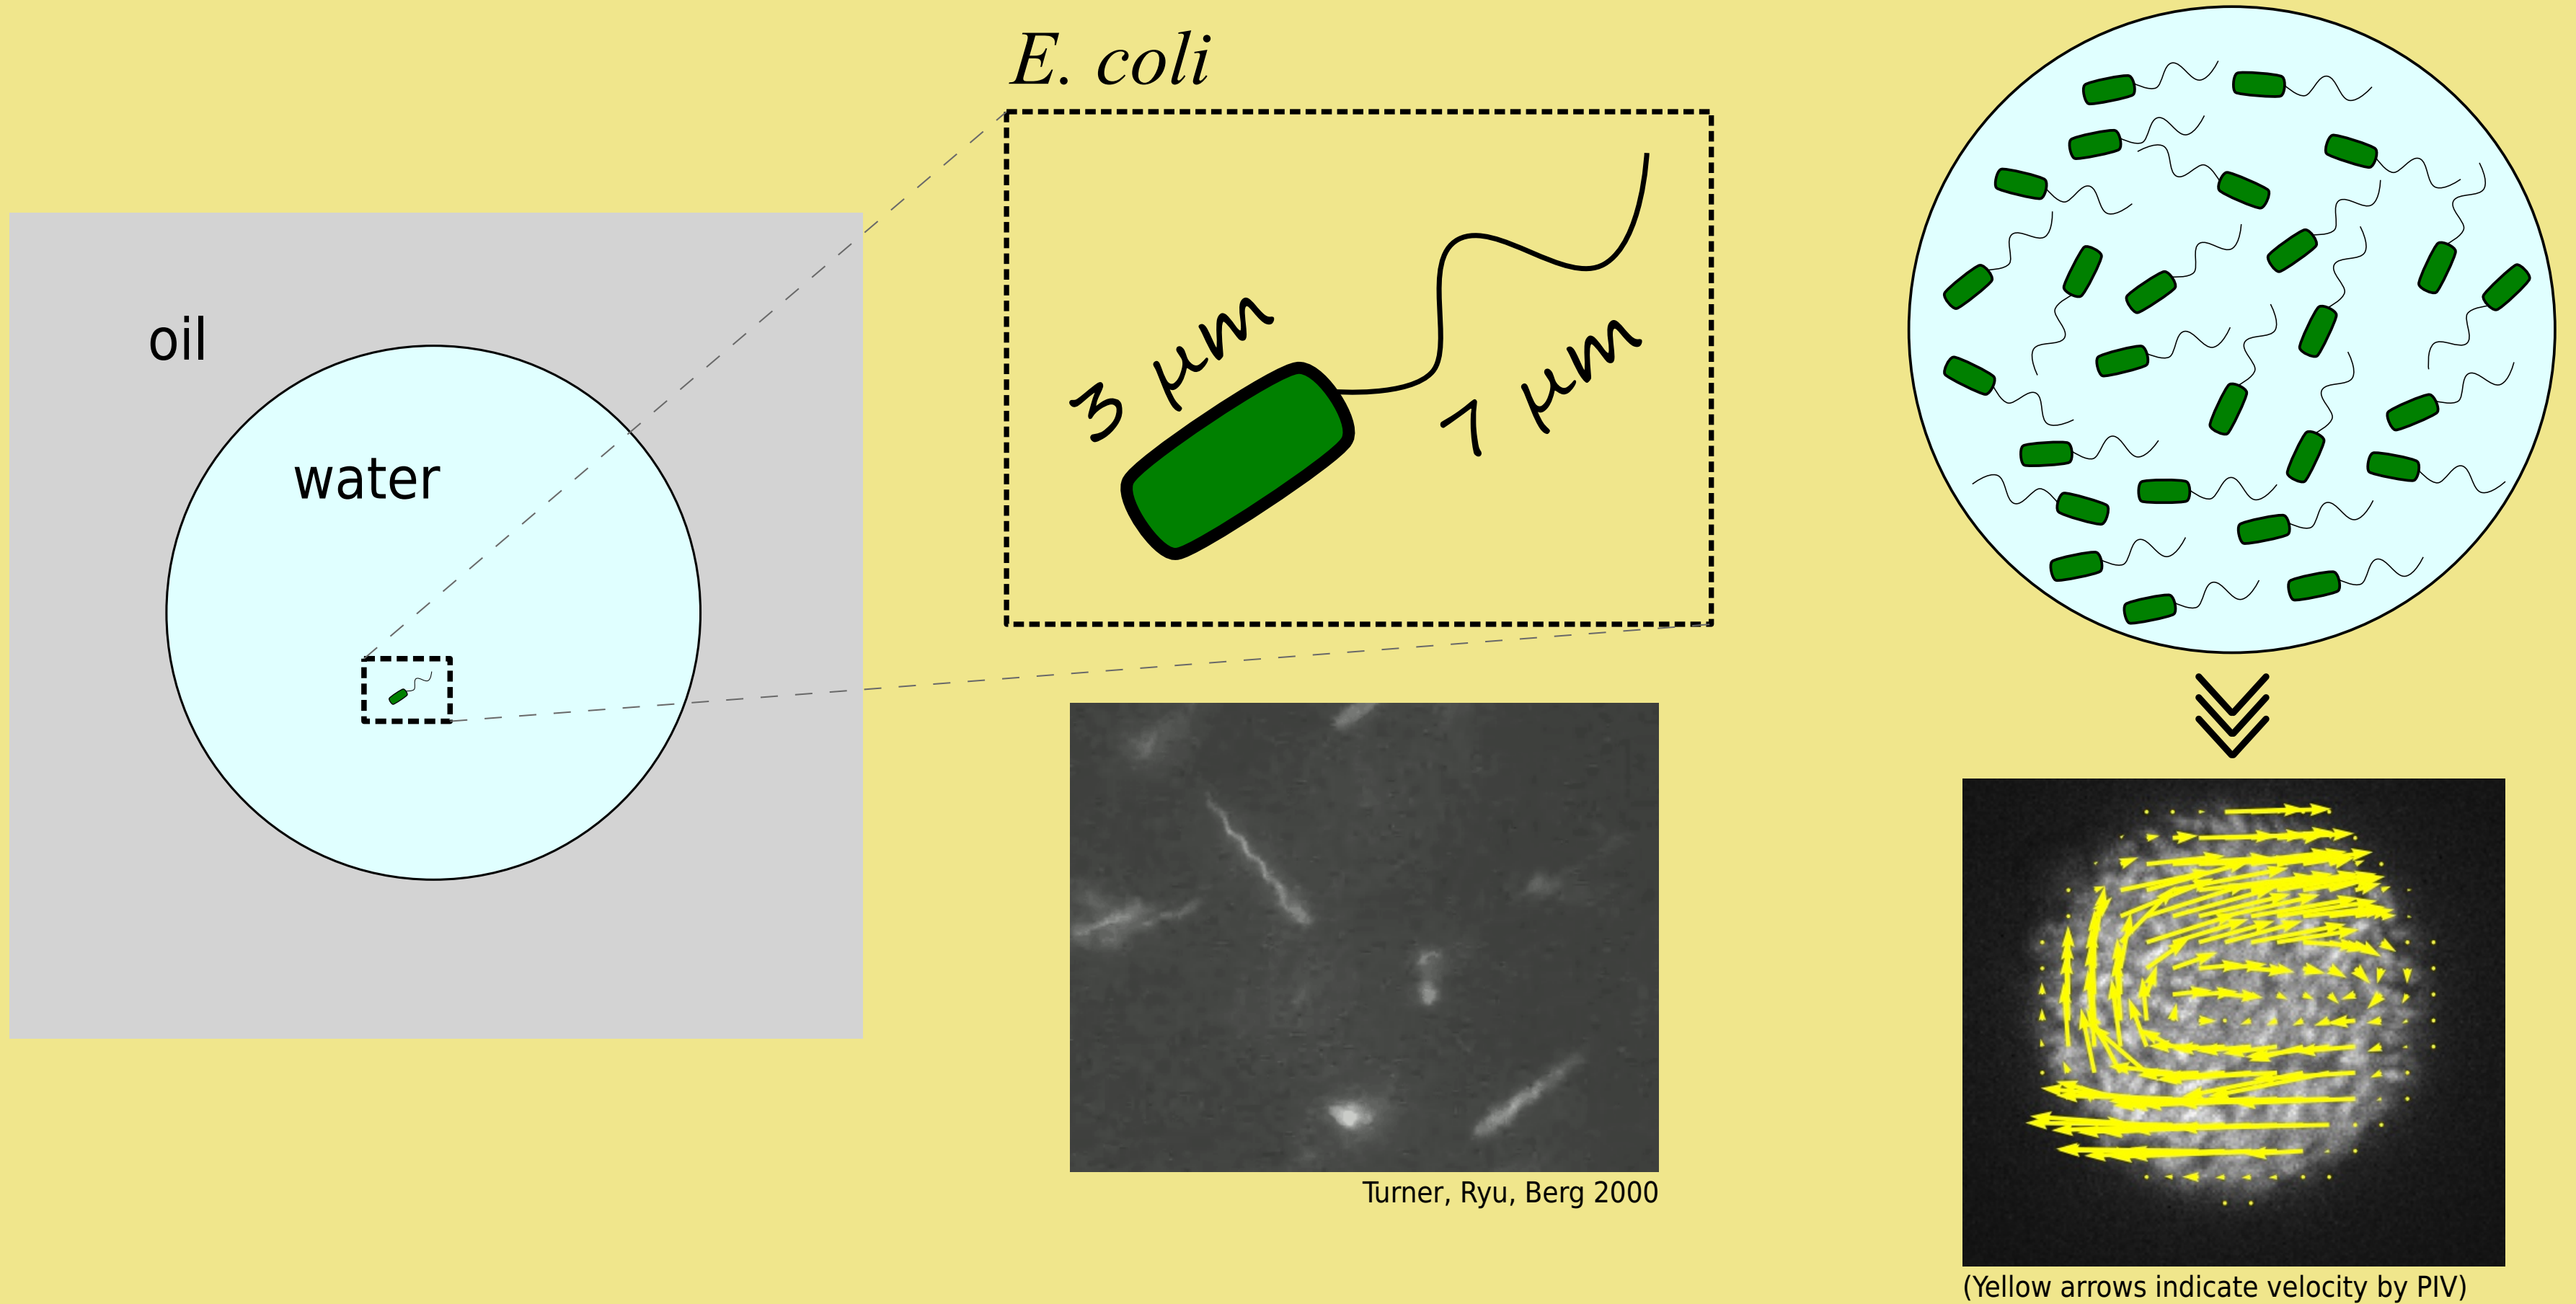 E. coli
oil
water
3 μm
7 μm
Turner, Ryu, Berg 2000
(Yellow arrows indicate velocity by PIV)